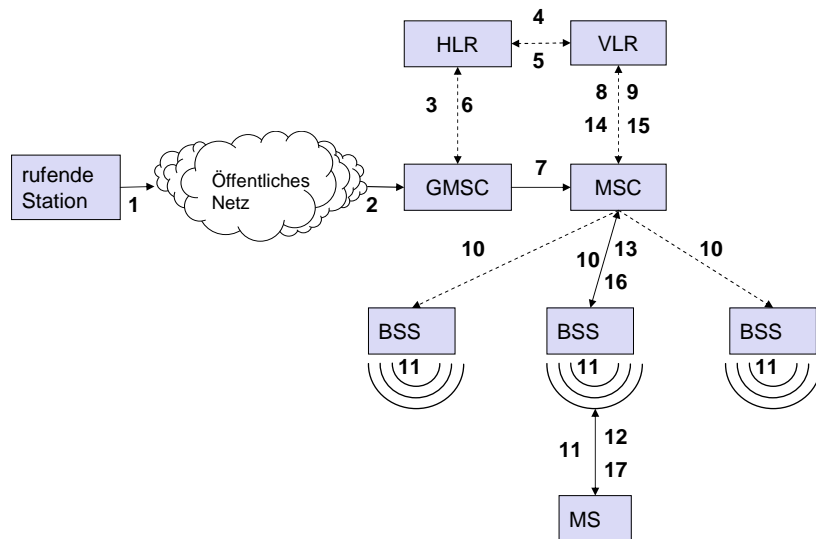 4
HLR
VLR
5
3
6
8
9
14
15
rufende
Station
1
Öffentliches
Netz
2
GMSC
7
MSC
10
10
13
16
10
BSS
BSS
BSS
11
11
11
11
12
17
MS